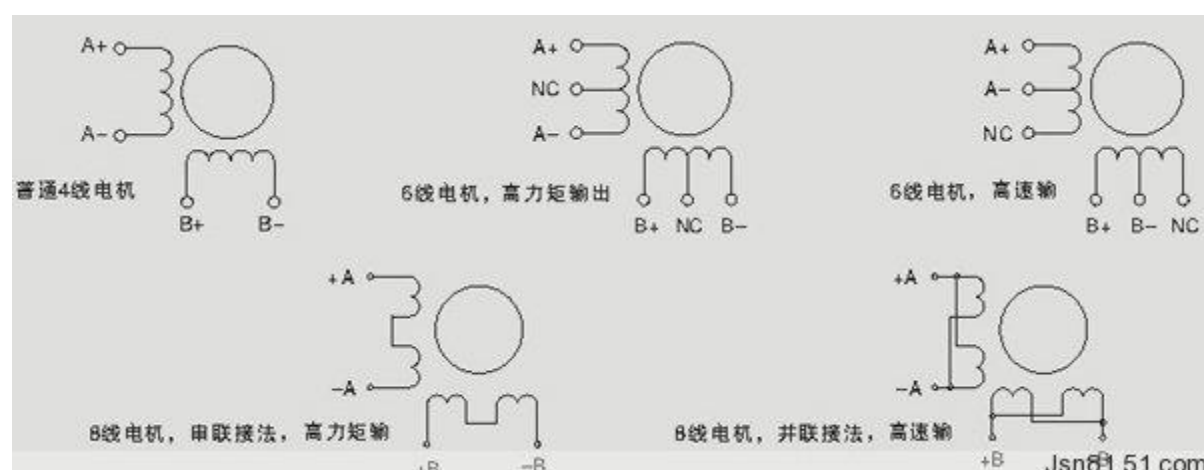 A+
A-
B+ B-
普通4线电机
A+
NC
A-
B+ NC B-
6线电机，高力矩输出
A+
A-
NC
B+ B- NC
6线电机，高速输
+A
-A
+B -B
8线电机，串联接法，高力矩输
+A
-A
+B -B
8线电机，并联接法，高速输
Jsn8151.com